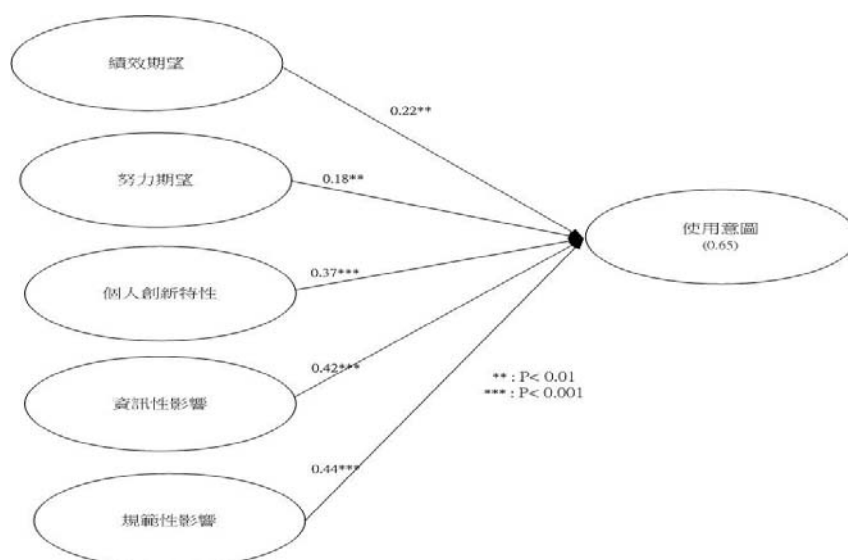 績效期望
0.22**
努力期望
0.18**
使用意圖
(0.65)
個人創新特性
0.37***
資訊性影響
0.42***
** : P< 0.01
*** : P< 0.001
規範性影響
0.44***